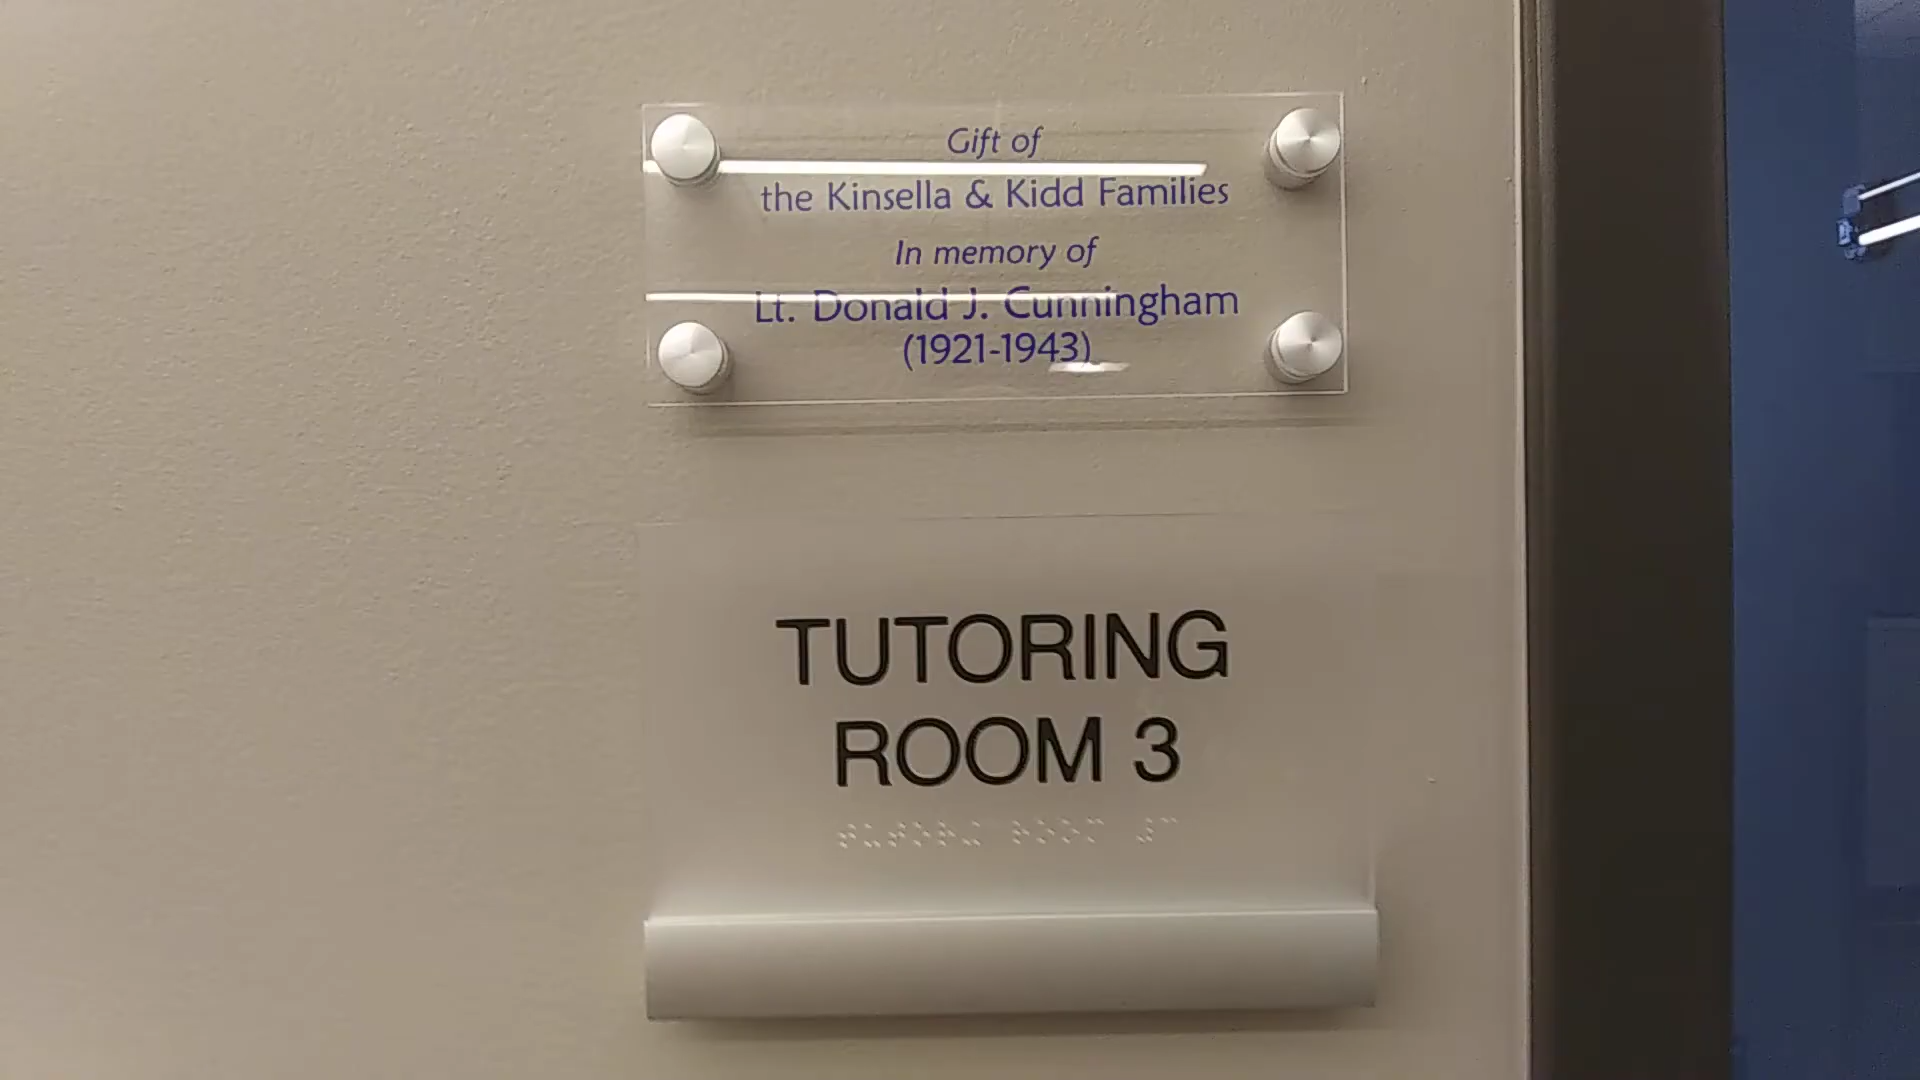 Gift of
the Kinsella & Kidd Families
In memory of
Lt. Donald J. Cunningham
(1921-1943)
TUTORING
ROOM 3